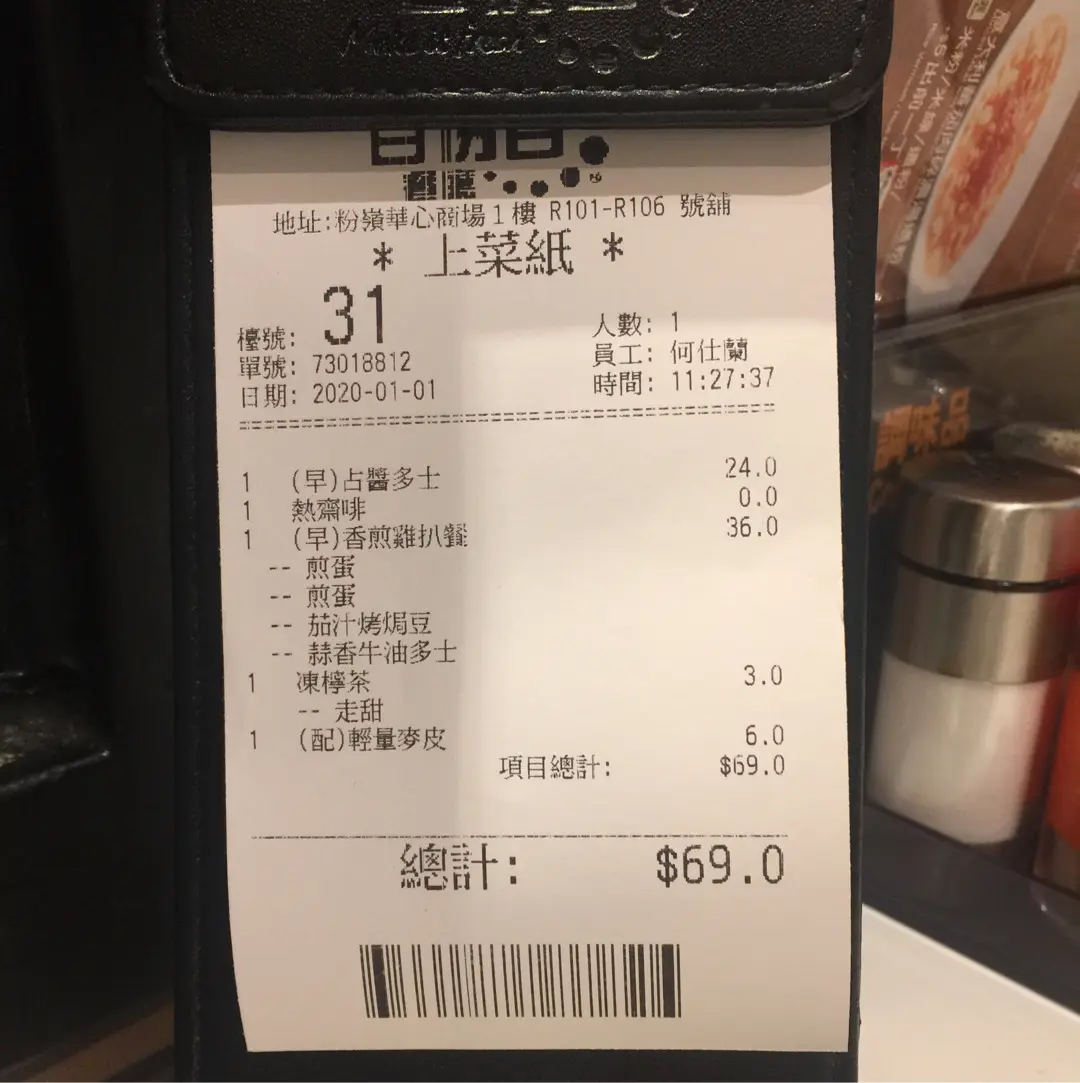 餐廳
地址:粉嶺華心商場1樓 R101-R106 號舖
* 上菜紙 *
檯號: 31
人數: 1
單號: 73018812
員工: 何仕蘭
日期: 2020-01-01
時間: 11:27:37
1 (早)占醬多士 24.0
1 熱齋啡 0.0
1 (早)香煎雞扒餐 36.0
-- 煎蛋
-- 煎蛋
-- 茄汁烤焗豆
-- 蒜香牛油多士
1 凍檸茶 3.0
-- 走甜
1 (配)輕量麥皮 6.0
項目總計: $69.0
總計: $69.0